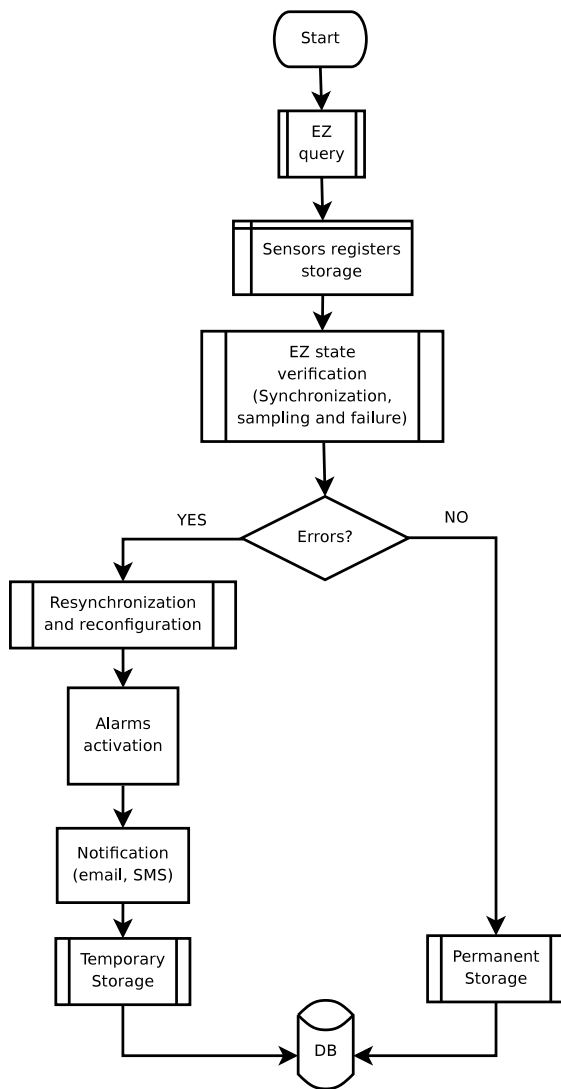 Start
EZ
query
Sensors registers
storage
EZ state
verification
(Synchronization,
sampling and failure)
Errors?
YES
NO
Resynchronization
and reconfiguration
Alarms
activation
Notification
(email, SMS)
Temporary
Storage
Permanent
Storage
DB